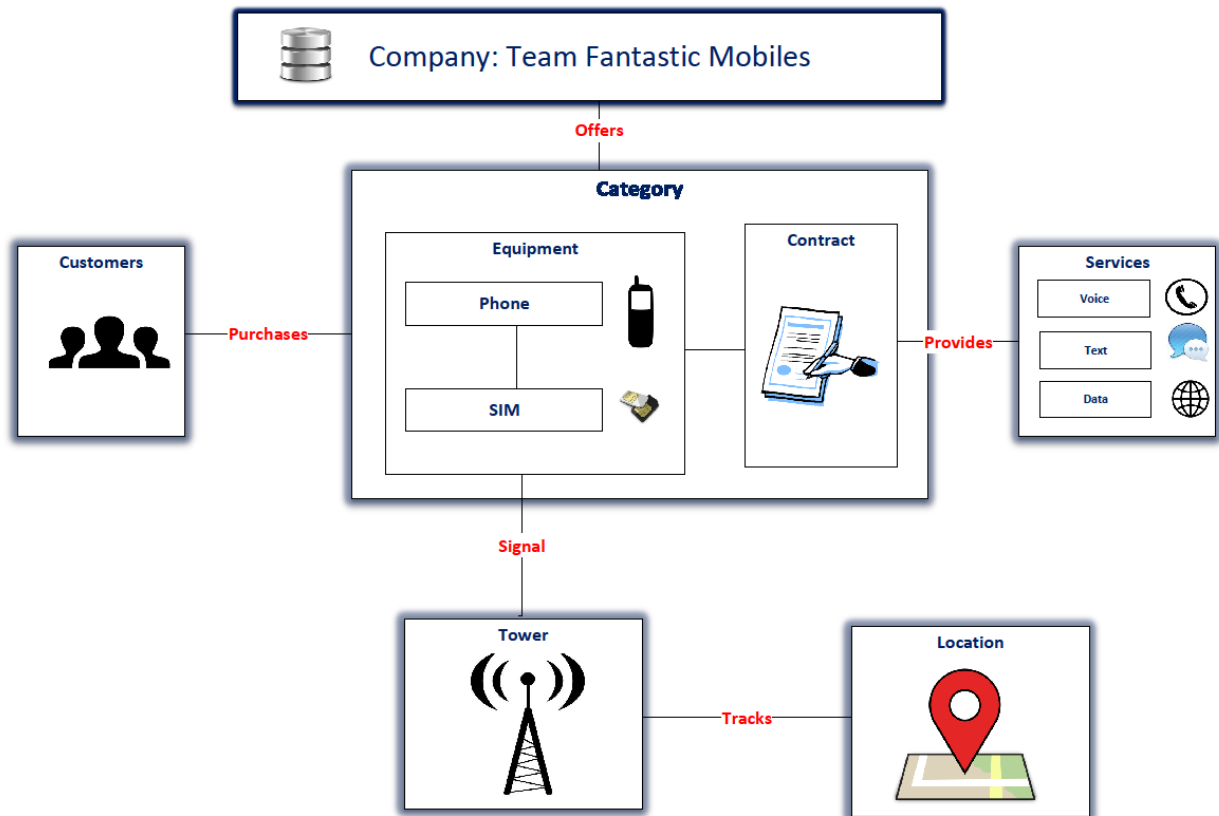 Company: Team Fantastic Mobiles
Offers
Category
Customers
Purchases
Equipment
Phone
SIM
Contract
Provides
Services
Voice
Text
Data
Signal
Tower
Tracks
Location